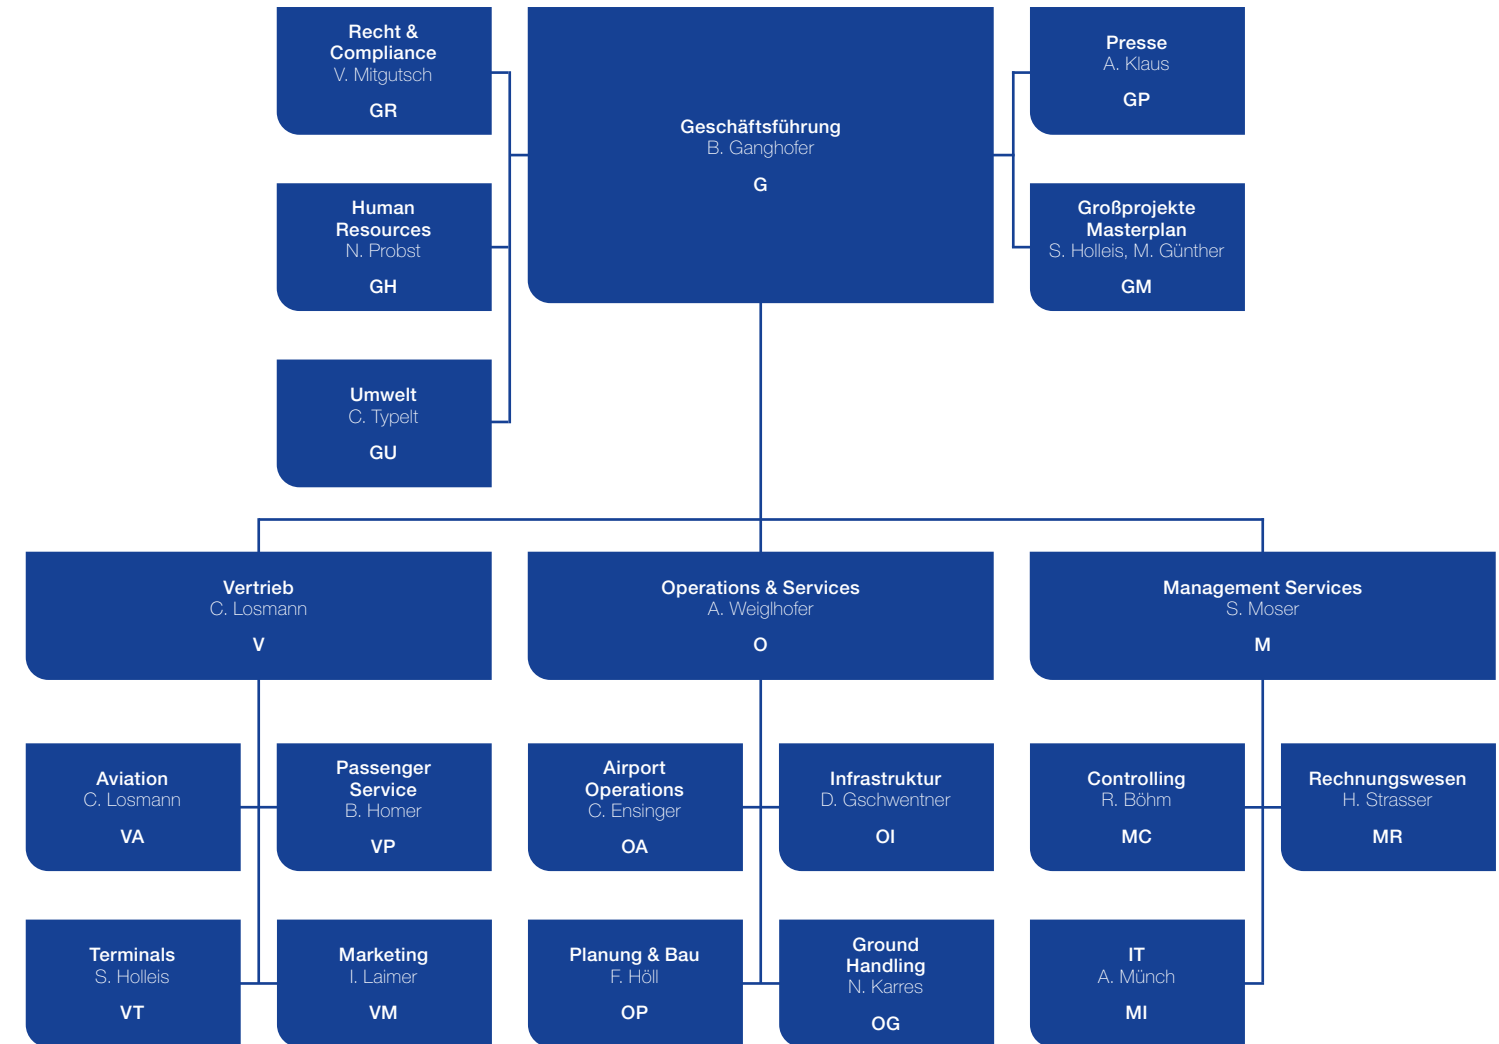 Recht &
Compliance
V. Mitgutsch
GR
Geschäftsführung
B. Ganghofer
G
Presse
A. Klaus
GP
Human
Resources
N. Probst
GH
Großprojekte
Masterplan
S. Holleis, M. Günther
GM
Umwelt
C. Typelt
GU
Vertrieb
C. Losmann
V
Operations & Services
A. Weiglhofer
O
Management Services
S. Moser
M
Aviation
C. Losmann
VA
Passenger
Service
B. Homer
VP
Airport
Operations
C. Ensinger
OA
Infrastruktur
D. Gschwentner
OI
Controlling
R. Böhm
MC
Rechnungswesen
H. Strasser
MR
Terminals
S. Holleis
VT
Marketing
I. Laimer
VM
Planung & Bau
F. Höll
OP
Ground
Handling
N. Karres
OG
IT
A. Münch
MI